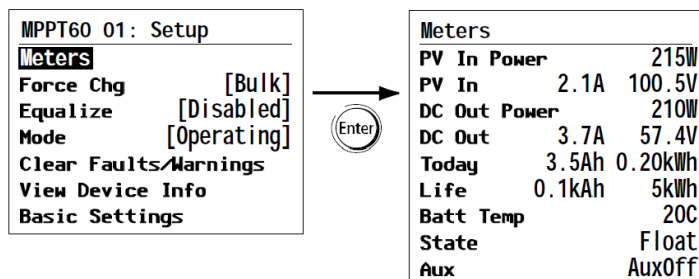 MPPT60 01: Setup
Meters
Force Chg [Bulk]
Equalize [Disabled]
Mode [Operating]
Clear Faults/Warnings
View Device Info
Basic Settings
Enter
Meters
PV In Power 215W
PV In 2.1A 100.5V
DC Out Power 210W
DC Out 3.7A 57.4V
Today 3.5Ah 0.20kWh
Life 0.1kAh 5kWh
Batt Temp 20C
State Float
Aux AuxOff